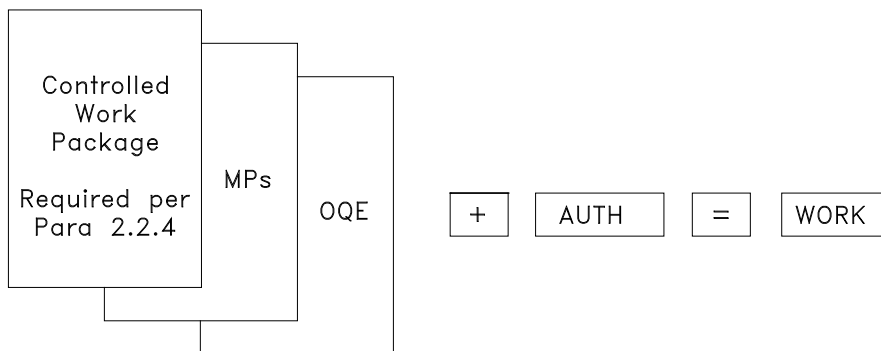 Controlled
Work
Package
Required per
Para 2.2.4
MPs
OQE
+
AUTH
=
WORK